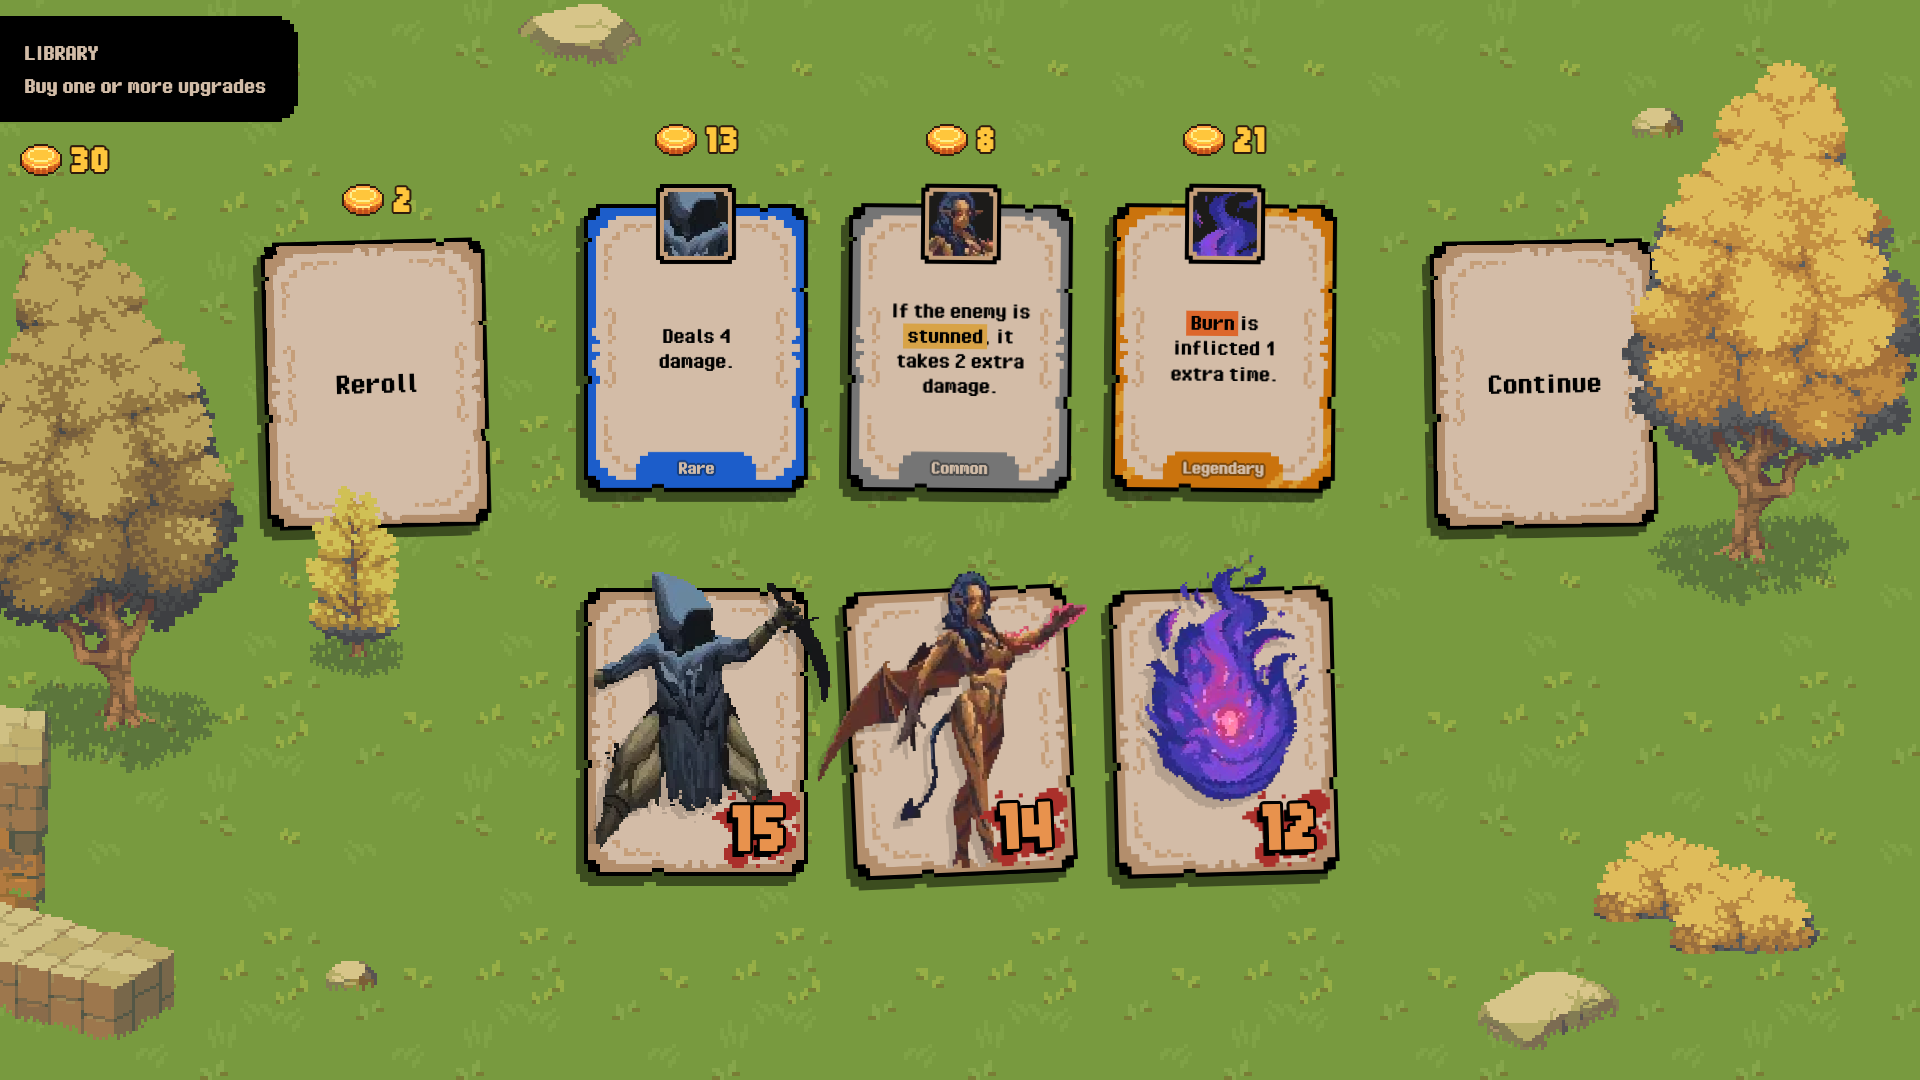 LIBRARY
Buy one or more upgrades
30
2
Reroll
13
Deals 4
damage.
Rare
8
If the enemy is
stunned, it
takes 2 extra
damage.
Common
21
Burn is
inflicted 1
extra time.
Legendary
Continue
15
14
12